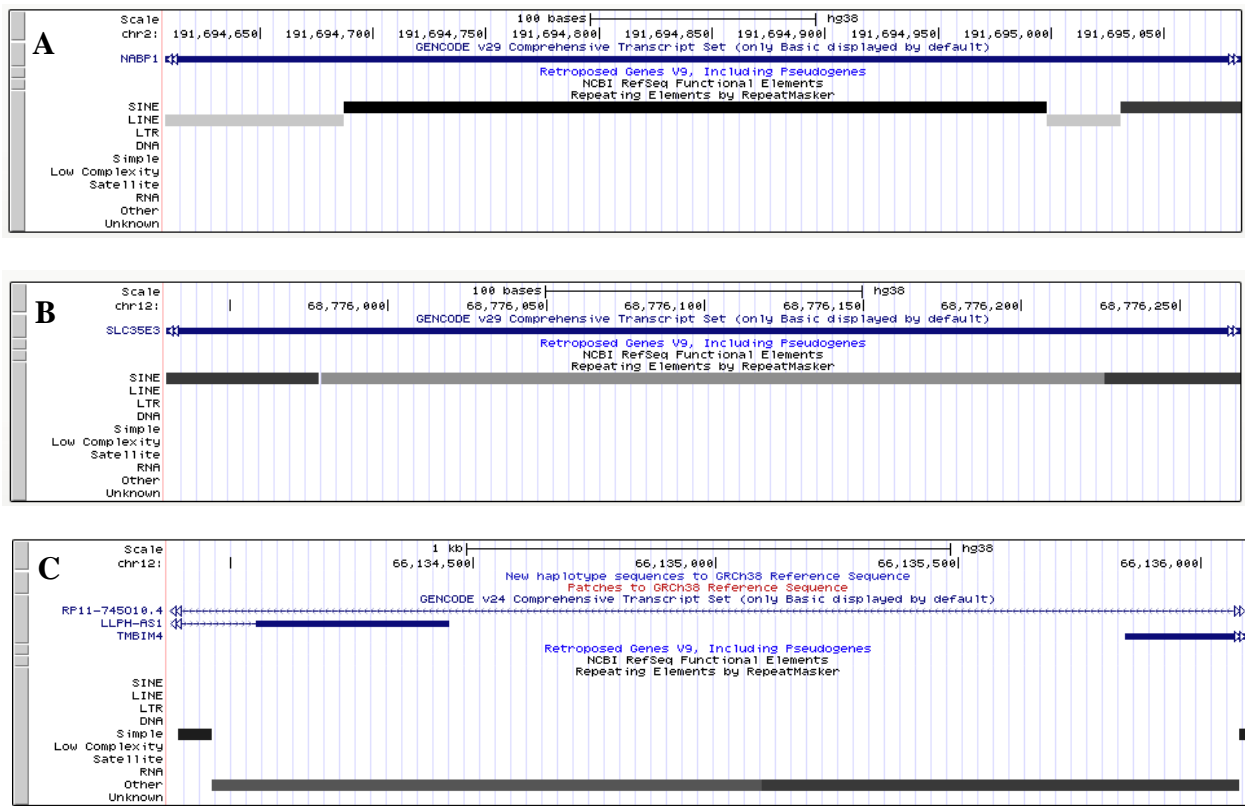 A
Scale 100 bases hg38
chr2: 191,694,650| 191,694,700| 191,694,750| 191,694,800| 191,694,850| 191,694,900| 191,694,950| 191,695,000| 191,695,050|
GENCODE v29 Comprehensive Transcript Set (only Basic displayed by default)
NABP1
Retroposed Genes V9, Including Pseudogenes
NCBI RefSeq Functional Elements
Repeating Elements by RepeatMasker
SINE
LINE
LTR
DNA
Simple
Low Complexity
Satellite
RNA
Other
Unknown
B
Scale 100 bases hg38
chr12: | 68,776,000| 68,776,050| 68,776,100| 68,776,150| 68,776,200| 68,776,250|
GENCODE v29 Comprehensive Transcript Set (only Basic displayed by default)
SLC35E3
Retroposed Genes V9, Including Pseudogenes
NCBI RefSeq Functional Elements
Repeating Elements by RepeatMasker
SINE
LINE
LTR
DNA
Simple
Low Complexity
Satellite
RNA
Other
Unknown
C
Scale 1 kb hg38
chr12: | 66,134,500| 66,135,000| 66,135,500| 66,136,000|
New haplotype sequences to GRCh38 Reference Sequence
Patches to GRCh38 Reference Sequence
GENCODE v24 Comprehensive Transcript Set (only Basic displayed by default)
RP11-745O10.4
LLPH-AS1
TMBIM4
Retroposed Genes V9, Including Pseudogenes
NCBI RefSeq Functional Elements
Repeating Elements by RepeatMasker
SINE
LINE
LTR
DNA
Simple
Low Complexity
Satellite
RNA
Other
Unknown